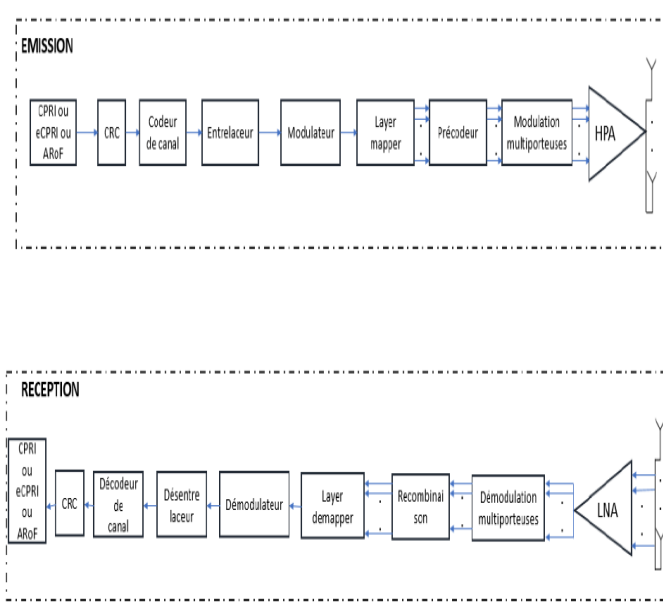 EMISSION
CPRI ou
eCPRI ou
ARoF
CRC
Codeur
de canal
Entrelaceur
Modulateur
Layer
mapper
Précodeur
Modulation
multiporteuses
HPA
RECEPTION
CPRI
ou
eCPRI
ou
ARoF
CRC
Décodeur
de
canal
Désentre
laceur
Démodulateur
Layer
demapper
Recombinai
son
Démodulation
multiporteuses
LNA